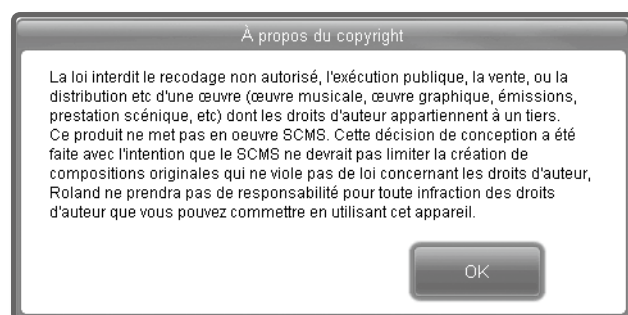 À propos du copyright
La loi interdit le recodage non autorisé, l'exécution publique, la vente, ou la
distribution etc d'une œuvre (œuvre musicale, œuvre graphique, émissions,
prestation scénique, etc) dont les droits d'auteur appartiennent à un tiers.
Ce produit ne met pas en oeuvre SCMS. Cette décision de conception a été
faite avec l'intention que le SCMS ne devrait pas limiter la création de
compositions originales qui ne viole pas de loi concernant les droits d'auteur,
Roland ne prendra pas de responsabilité pour toute infraction des droits
d'auteur que vous pouvez commettre en utilisant cet appareil.
OK